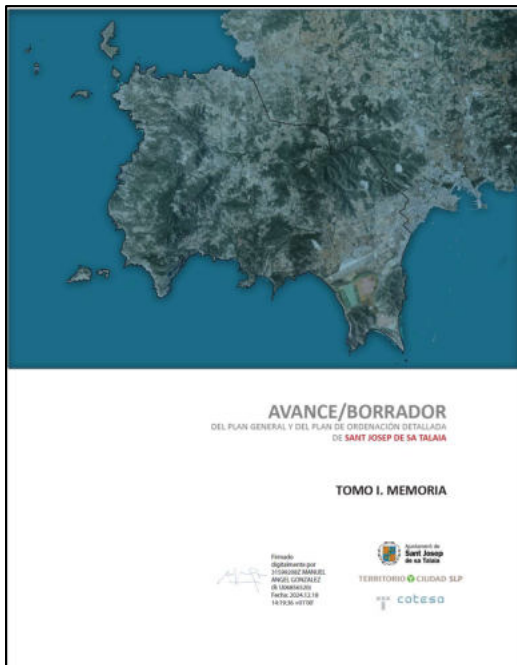 AVANCE/BORRADOR
DEL PLAN GENERAL Y DEL PLAN DE ORDENACIÓN DETALLADA
DE SANT JOSEP DE SA TALAIA
TOMO I. MEMORIA
Firmado
digitalmente por
MANUEL
ANGEL GONZALEZ
Fecha: 2024.12.18
Ajuntament de
Sant Josep
de sa Talaia
TERRITORIO CIUDAD SLP
cotesa